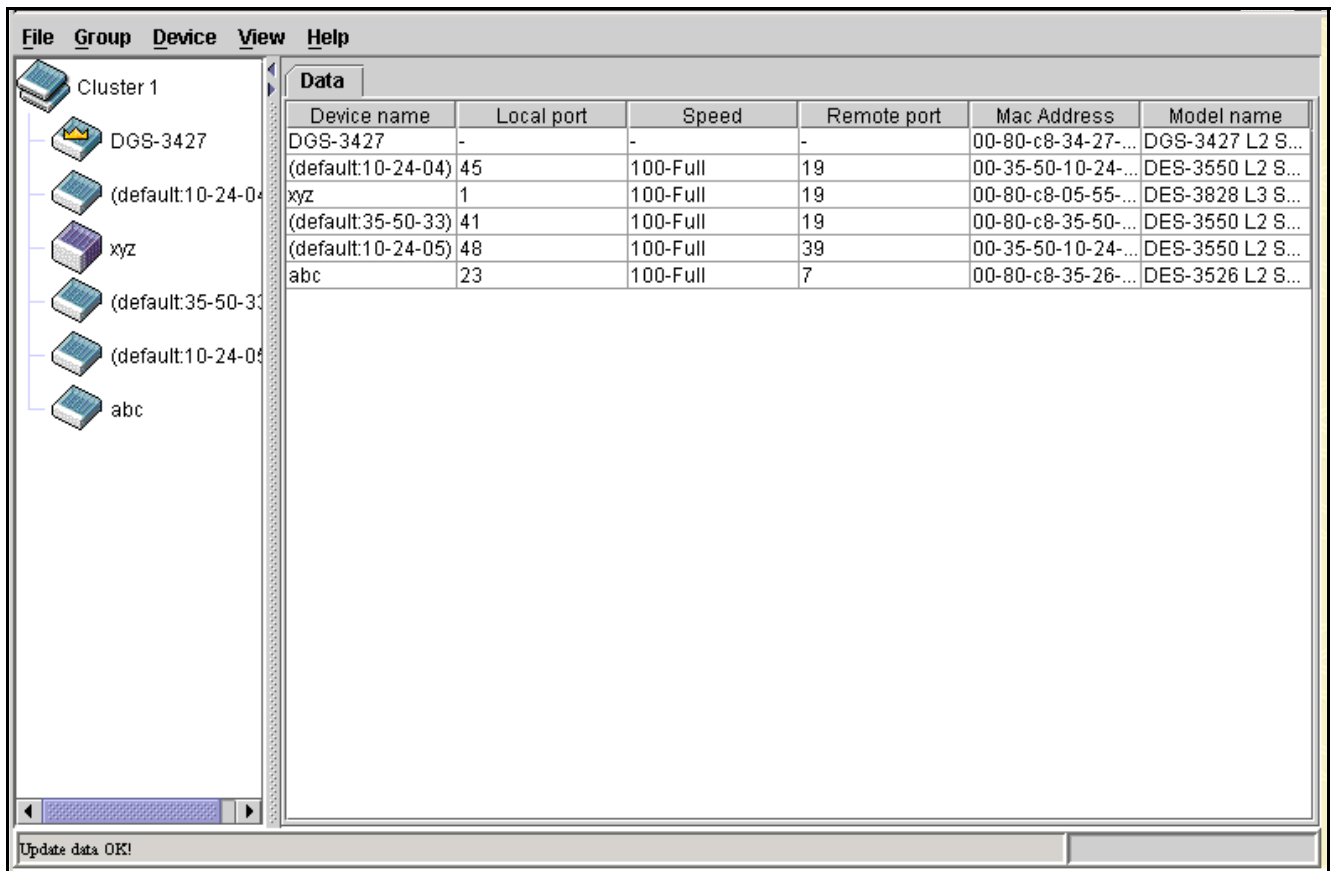 File Group Device View Help
Cluster 1
DGS-3427
(default:10-24-04
xyz
(default:35-50-33
(default:10-24-05
abc
Data
Device name Local port Speed Remote port Mac Address Model name
DGS-3427 - - - 00-80-c8-34-27-... DGS-3427 L2 S...
(default:10-24-04) 45 100-Full 19 00-35-50-10-24-... DES-3550 L2 S...
xyz 1 100-Full 19 00-80-c8-05-55-... DES-3828 L3 S...
(default:35-50-33) 41 100-Full 19 00-80-c8-35-50-... DES-3550 L2 S...
(default:10-24-05) 48 100-Full 39 00-35-50-10-24-... DES-3550 L2 S...
abc 23 100-Full 7 00-80-c8-35-26-... DES-3526 L2 S...
Update data OK!